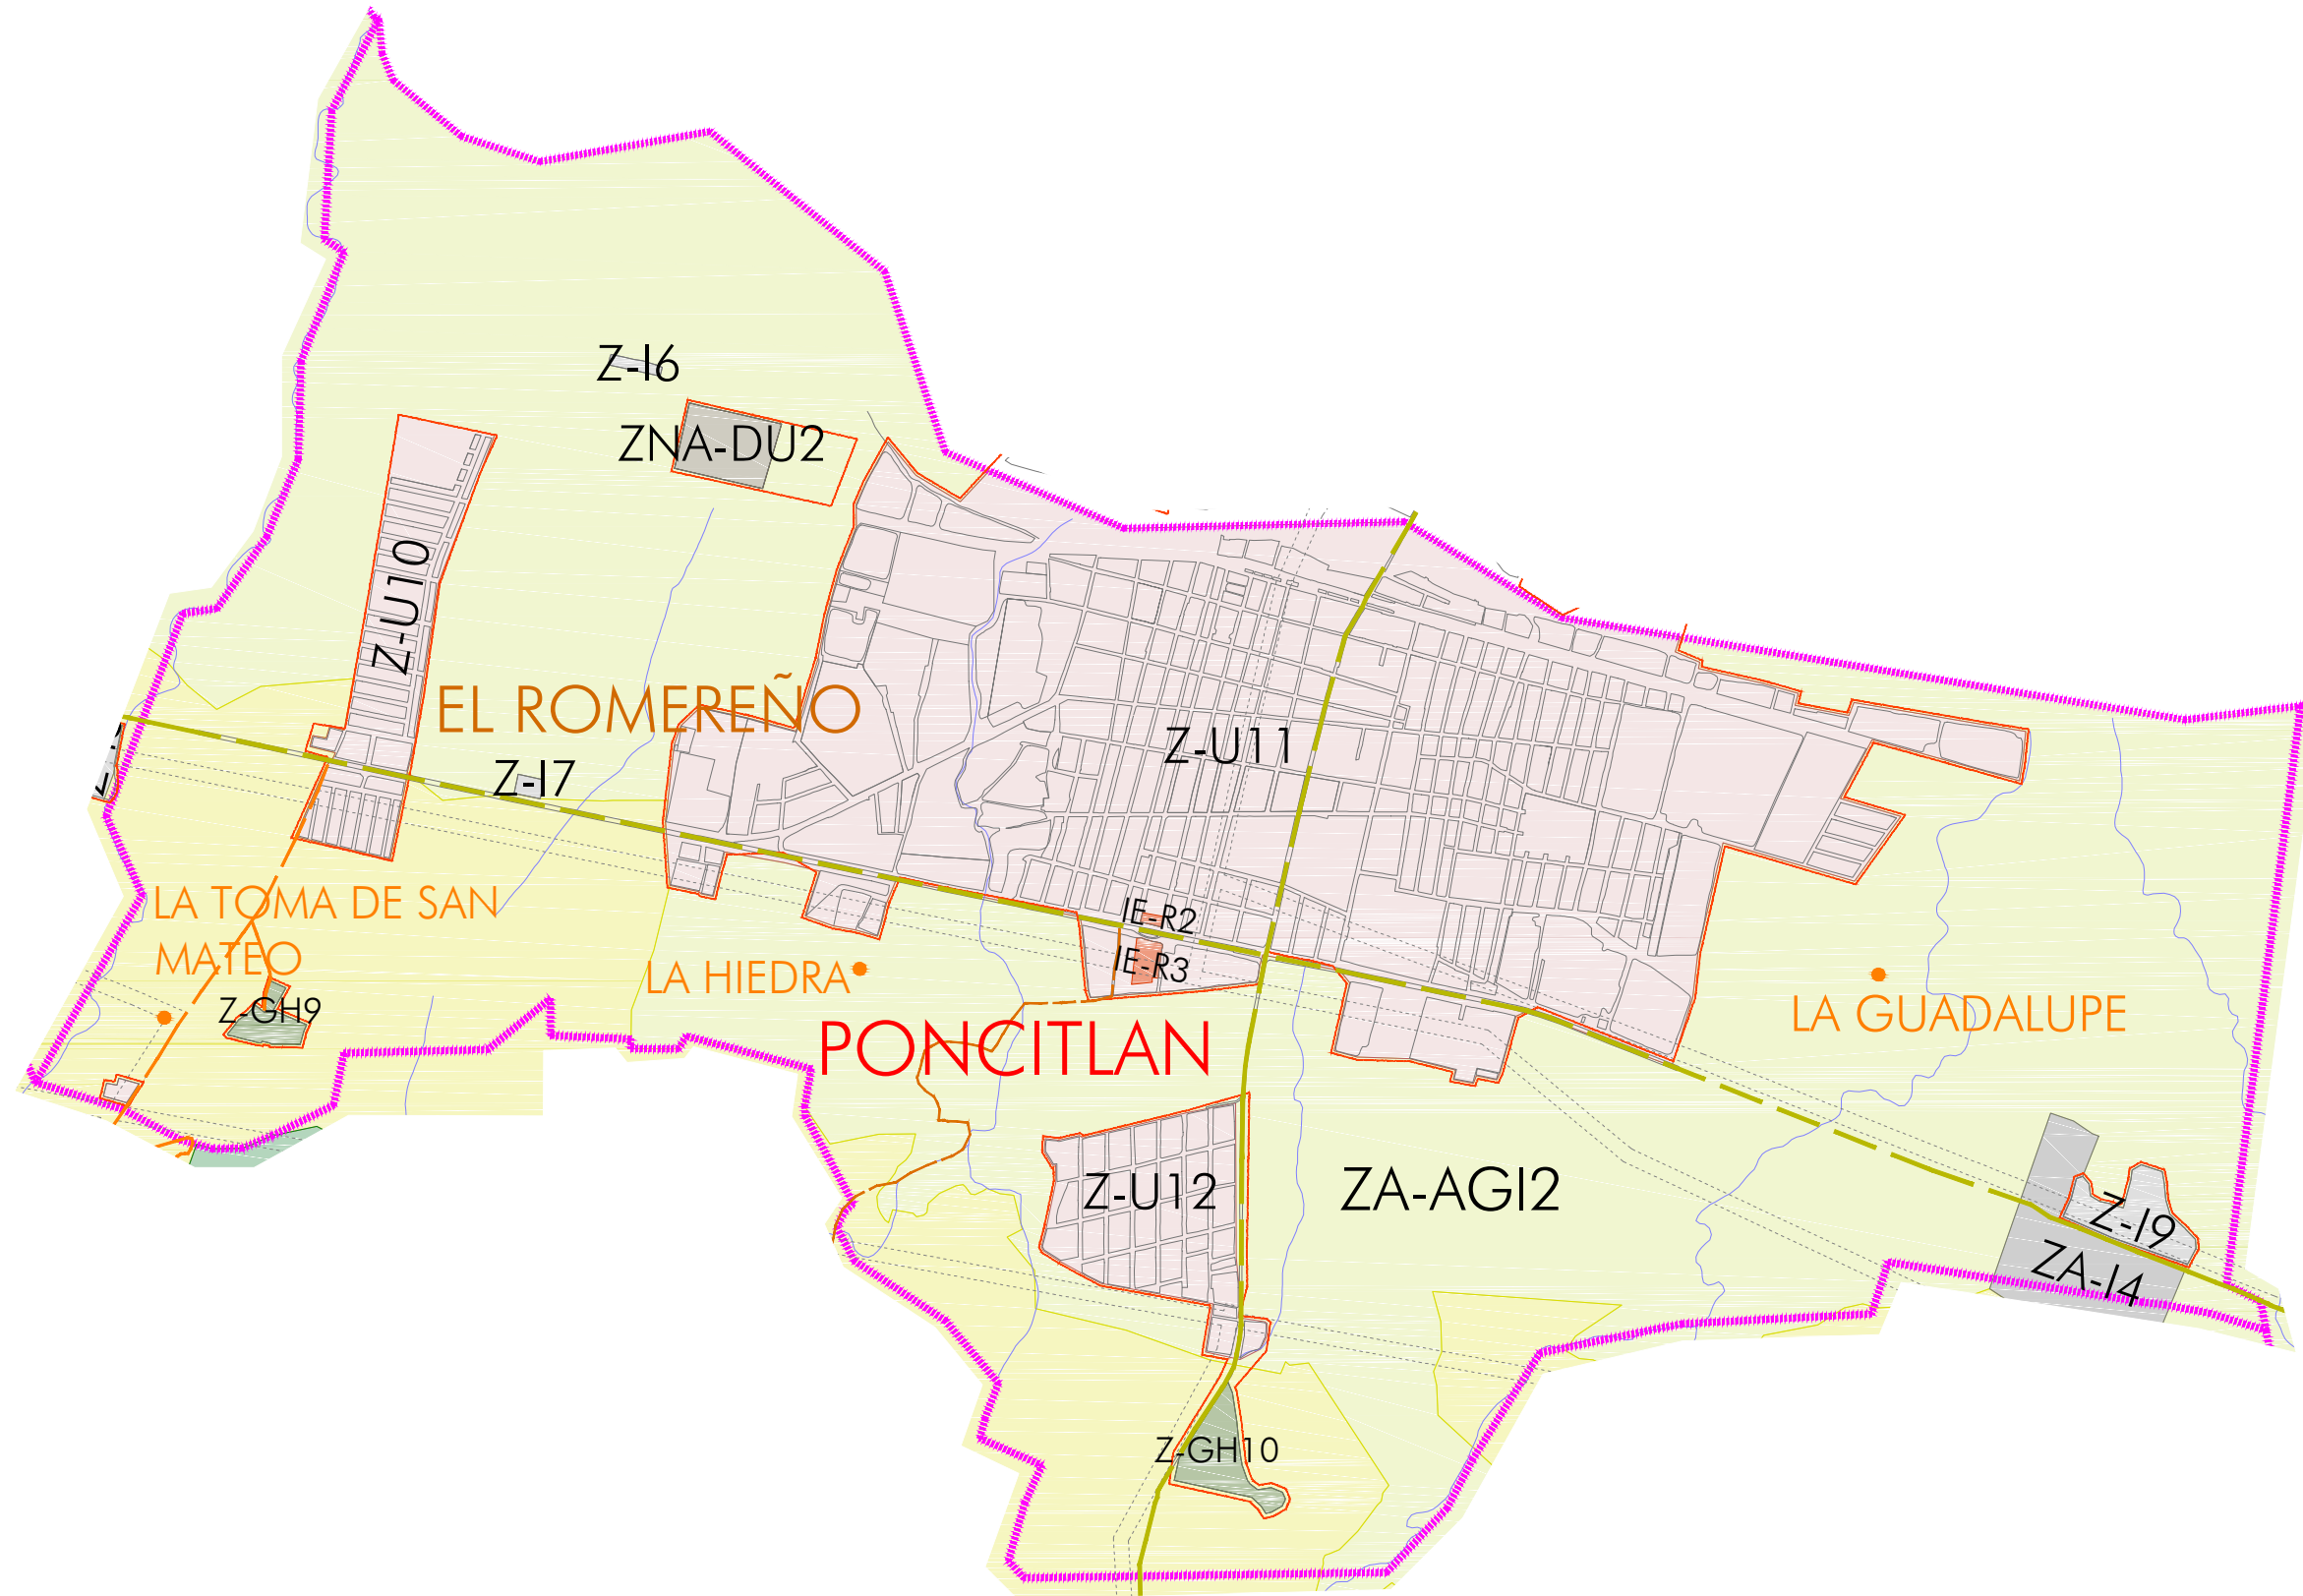 Z-I6
ZNA-DU2
Z-U10
EL ROMEREÑO
Z-U11
Z-I7
LA TOMA DE SAN
MATEO
IE-R2
IE-R3
LA HIEDRA
Z-GH9
LA GUADALUPE
PONCITLAN
Z-U12
ZA-AGI2
Z-I9
ZA-I4
Z-GH10